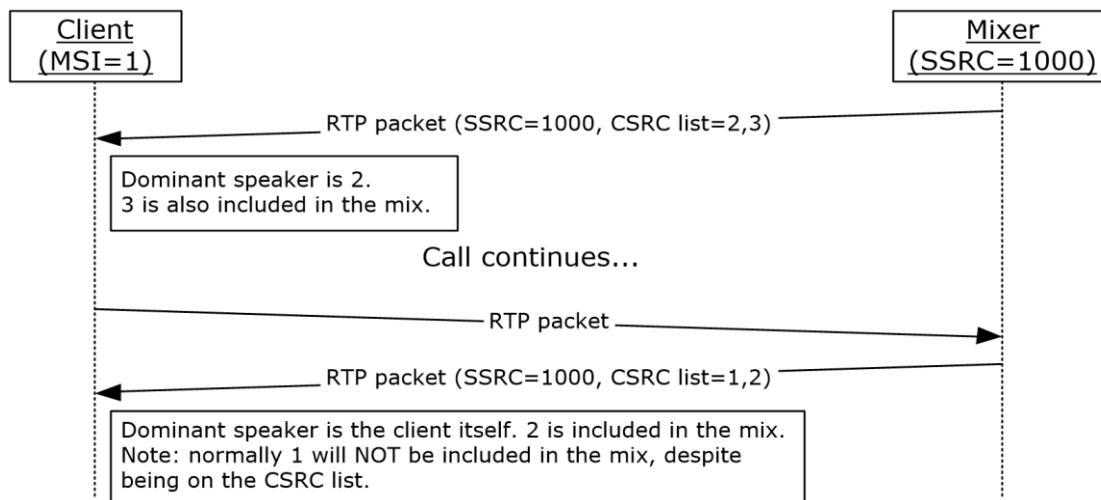 Client
(MSI=1)
Mixer
(SSRC=1000)
RTP packet (SSRC=1000, CSRC list=2,3)
Dominant speaker is 2.
3 is also included in the mix.
Call continues...
RTP packet
RTP packet (SSRC=1000, CSRC list=1,2)
Dominant speaker is the client itself. 2 is included in the mix.
Note: normally 1 will NOT be included in the mix, despite
being on the CSRC list.